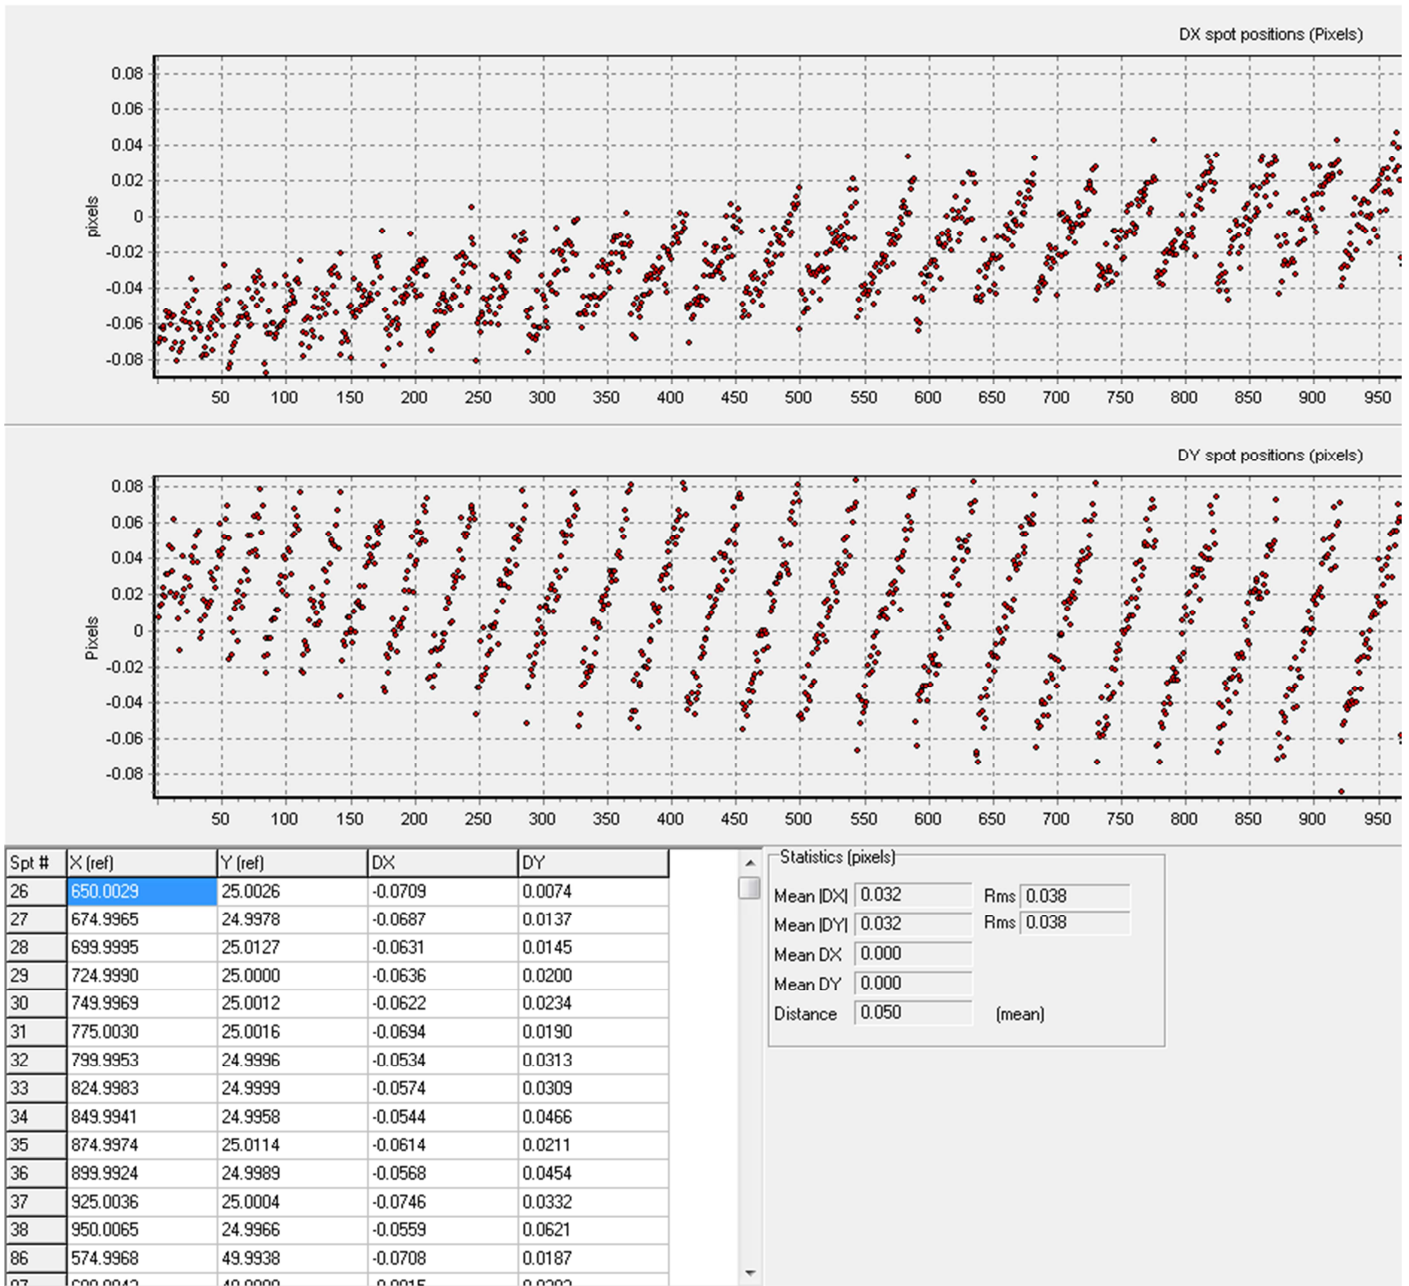 DX spot positions (Pixels)
0.08
0.06
0.04
0.02
0
-0.02
-0.04
-0.06
-0.08
pixels
50 100 150 200 250 300 350 400 450 500 550 600 650 700 750 800 850 900 950
DY spot positions (pixels)
0.08
0.06
0.04
0.02
0
-0.02
-0.04
-0.06
-0.08
Pixels
50 100 150 200 250 300 350 400 450 500 550 600 650 700 750 800 850 900 950
Spt # X (ref) Y (ref) DX DY
26 650.0029 25.0026 -0.0709 0.0074
27 674.9965 24.9978 -0.0687 0.0137
28 699.9995 25.0127 -0.0631 0.0145
29 724.9990 25.0000 -0.0636 0.0200
30 749.9969 25.0012 -0.0622 0.0234
31 775.0030 25.0016 -0.0694 0.0190
32 799.9953 24.9996 -0.0534 0.0313
33 824.9983 24.9999 -0.0574 0.0309
34 849.9941 24.9958 -0.0544 0.0466
35 874.9974 25.0114 -0.0614 0.0211
36 899.9924 24.9989 -0.0568 0.0454
37 925.0036 25.0004 -0.0746 0.0332
38 950.0065 24.9966 -0.0559 0.0621
86 574.9968 49.9938 -0.0708 0.0187
Statistics (pixels)
Mean |DX| 0.032 Rms 0.038
Mean |DY| 0.032 Rms 0.038
Mean DX 0.000
Mean DY 0.000
Distance 0.050 (mean)